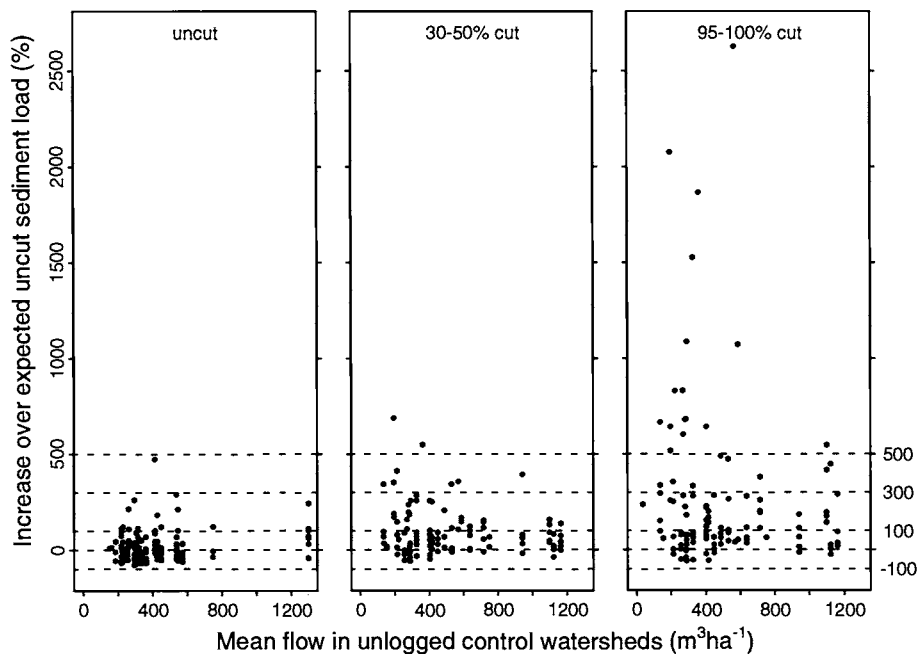 uncut
30-50% cut
95-100% cut
Increase over expected uncut sediment load (%)
2500
2000
1500
1000
500
0
500
300
100
-100
0 400 800 1200
0 400 800 1200
0 400 800 1200
Mean flow in unlogged control watersheds (m³ha⁻¹)